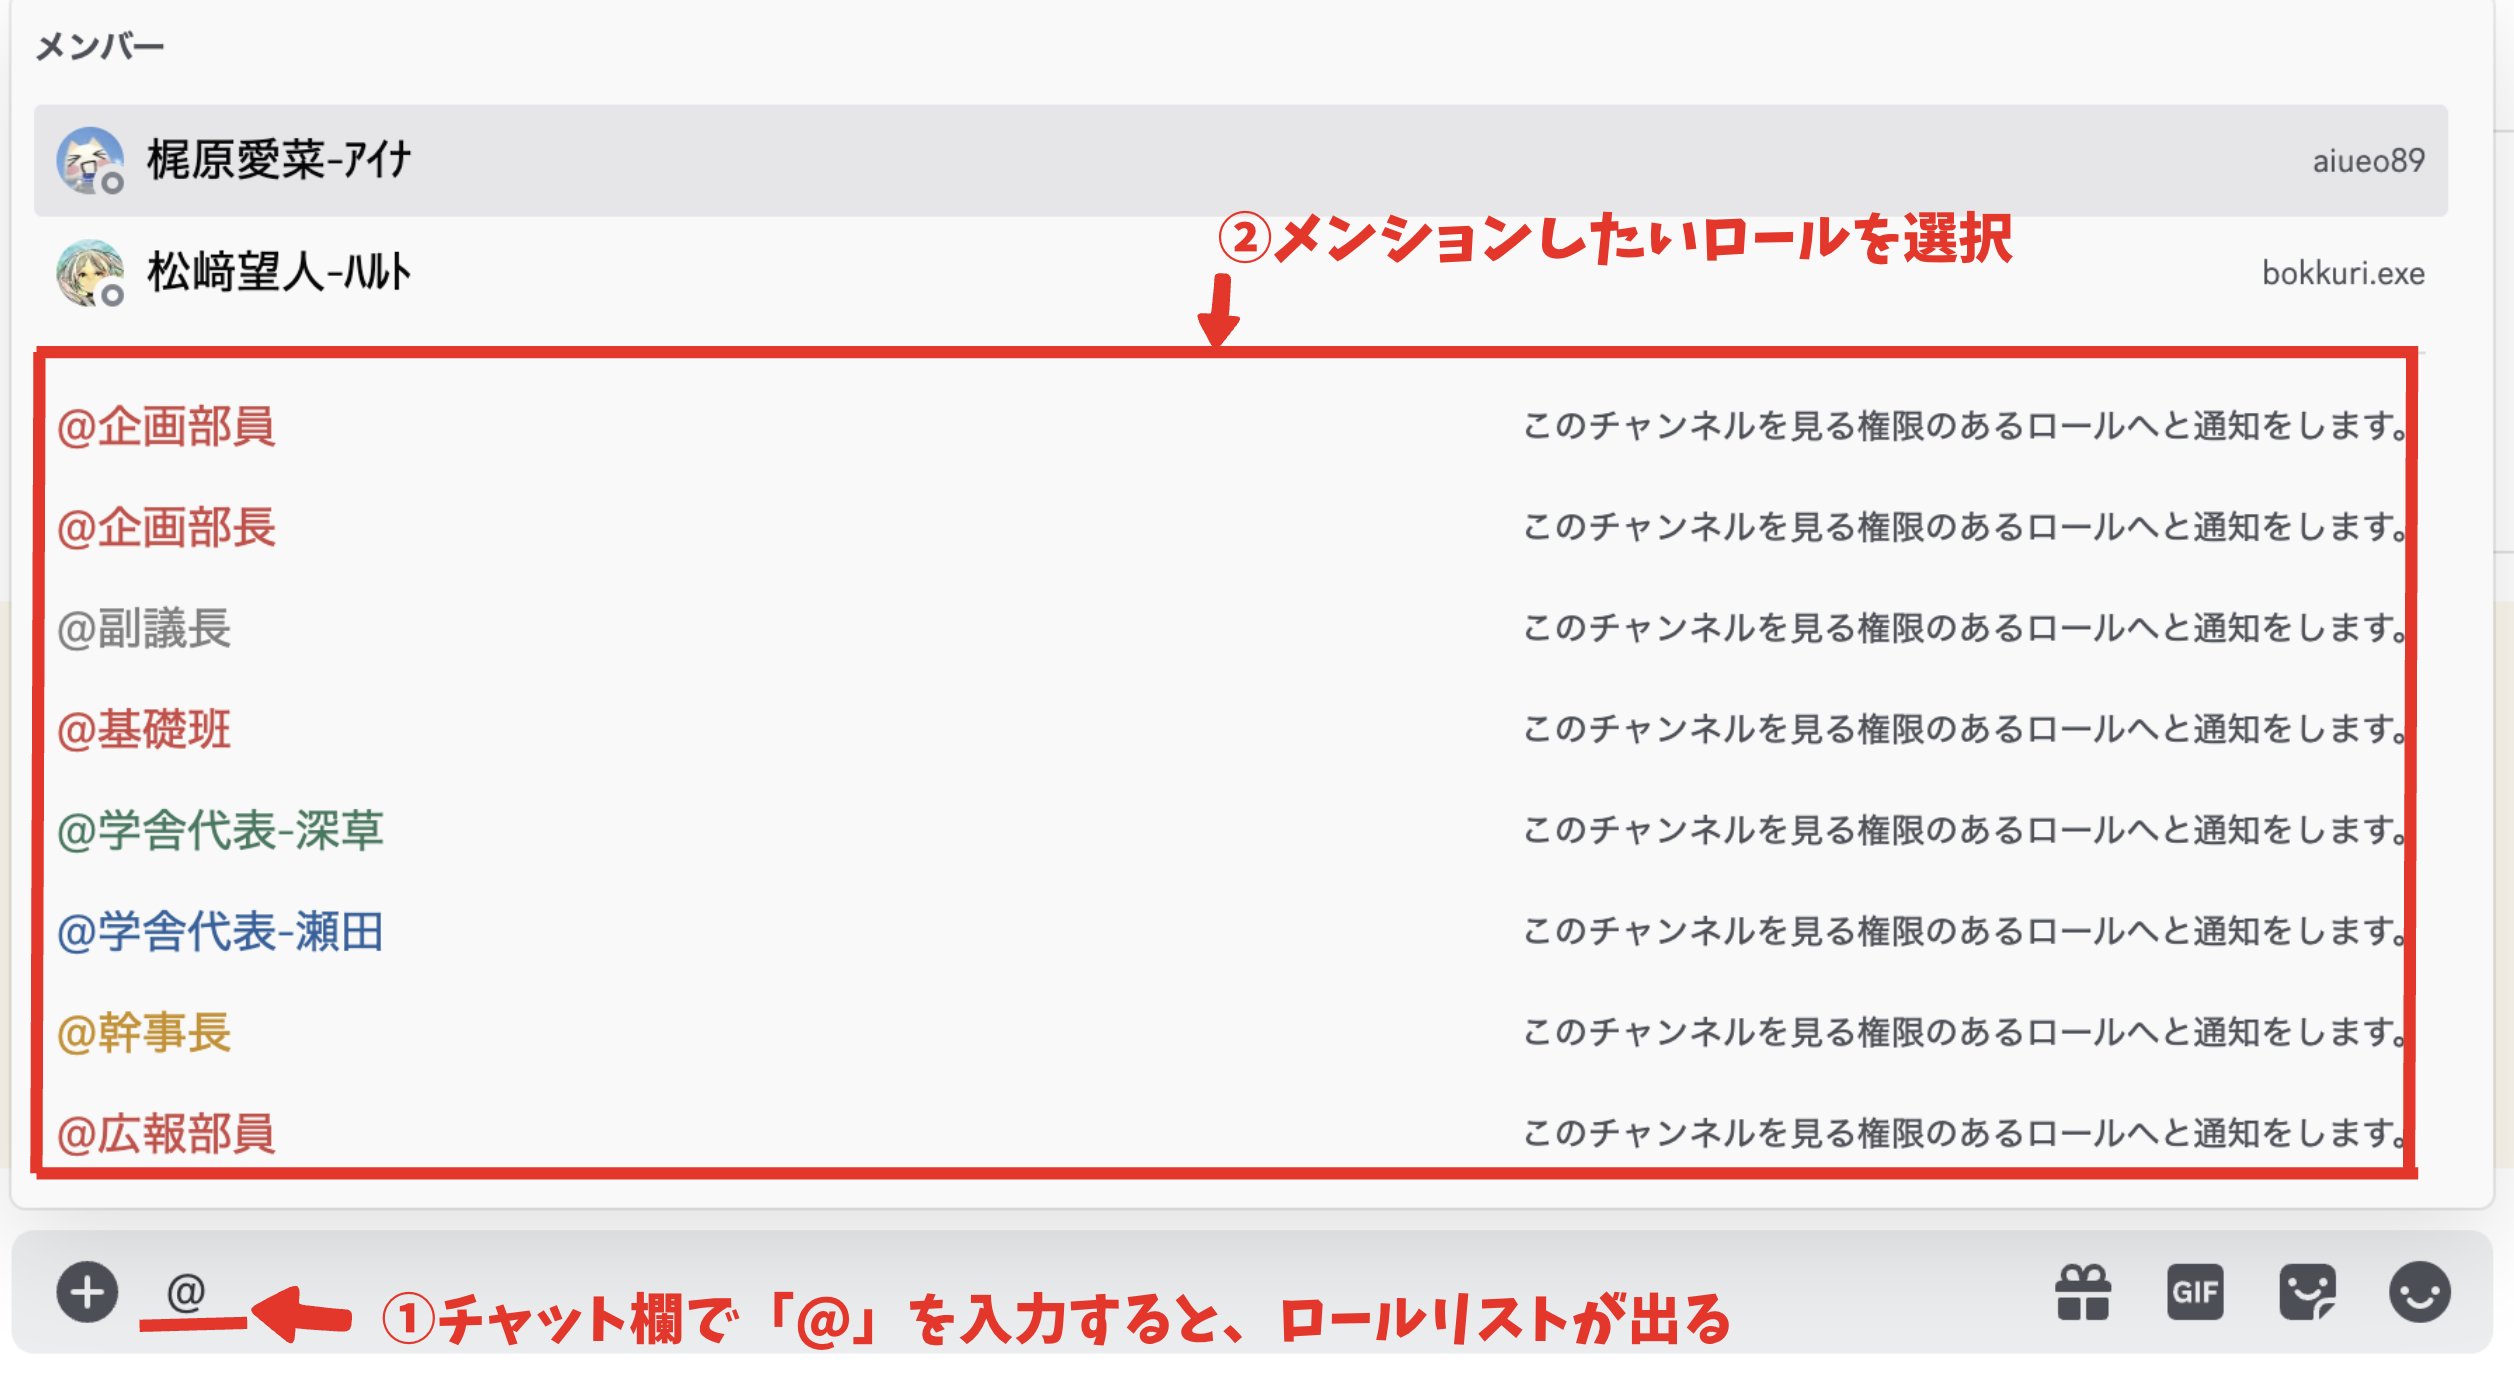 メンバー
梶原愛菜-ｱｲﾅ aiueo89
②メンションしたいロールを選択
松﨑望人-ﾊﾙﾄ bokkuri.exe
@企画部員 このチャンネルを見る権限のあるロールへと通知をします。
@企画部長 このチャンネルを見る権限のあるロールへと通知をします。
@副議長 このチャンネルを見る権限のあるロールへと通知をします。
@基礎班 このチャンネルを見る権限のあるロールへと通知をします。
@学舎代表-深草 このチャンネルを見る権限のあるロールへと通知をします。
@学舎代表-瀬田 このチャンネルを見る権限のあるロールへと通知をします。
@幹事長 このチャンネルを見る権限のあるロールへと通知をします。
@広報部員 このチャンネルを見る権限のあるロールへと通知をします。
@ ①チャット欄で「@」を入力すると、ロールリストが出る GIF